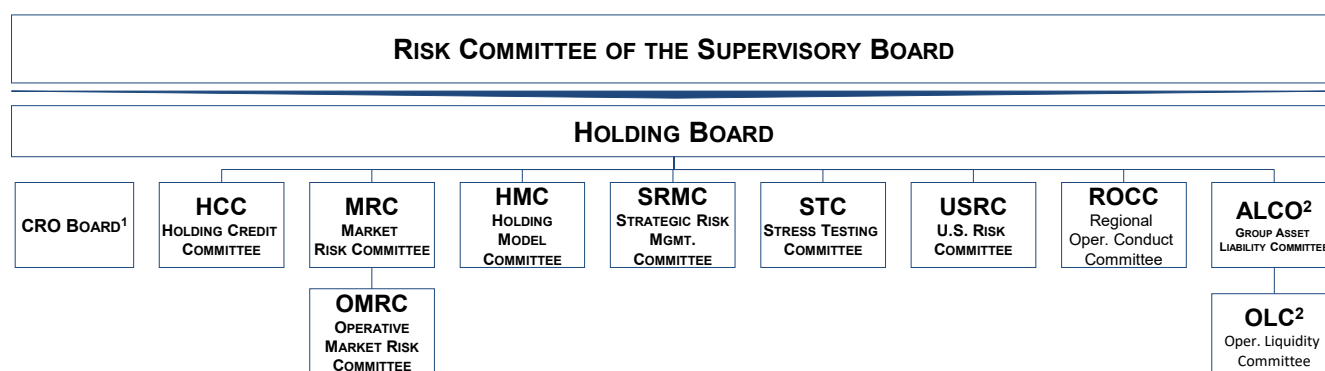 RISK COMMITTEE OF THE SUPERVISORY BOARD
HOLDING BOARD
CRO BOARD¹
HCC
HOLDING CREDIT
COMMITTEE
MRC
MARKET
RISK COMMITTEE
HMC
HOLDING
MODEL
COMMITTEE
SRMC
STRATEGIC RISK
MGMT.
COMMITTEE
STC
STRESS TESTING
COMMITTEE
USRC
U.S. RISK
COMMITTEE
ROCC
Regional
Oper. Conduct
Committee
ALCO²
GROUP ASSET
LIABILITY COMMITTEE
OMRC
OPERATIVE
MARKET RISK
COMMITTEE
OLC²
Oper. Liquidity
Committee